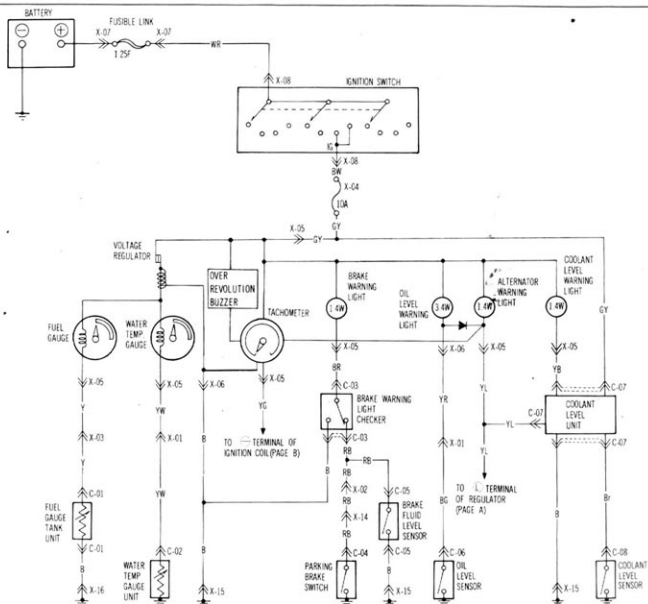 BATTERY
FUSIBLE LINK
X-07
X-07
1.25F
WR
X-08
IGNITION SWITCH
IG
X-08
BW
X-04
10A
GY
X-05
GY
VOLTAGE
REGULATOR
OVER
REVOLUTION
BUZZER
TACHOMETER
BRAKE
WARNING
LIGHT
1.4W
OIL
LEVEL
WARNING
LIGHT
3.4W
ALTERNATOR
WARNING
LIGHT
1.4W
COOLANT
LEVEL
WARNING
LIGHT
1.4W
GY
FUEL
GAUGE
WATER
TEMP
GAUGE
X-05
X-05
X-06
X-05
X-05
X-06
X-05
X-05
Y
YW
YG
BR
YR
YL
YB
C-03
C-07
BRAKE WARNING
LIGHT
CHECKER
C-03
C-07
YL
COOLANT
LEVEL
UNIT
C-07
X-03
X-01
B
TO − TERMINAL OF
IGNITION COIL (PAGE B)
B
RB
RB
X-01
YL
Y
YW
X-02
RB
X-14
RB
C-05
BRAKE
FLUID
LEVEL
SENSOR
C-05
BG
TO L TERMINAL
OF REGULATOR
(PAGE A)
B
Br
C-01
FUEL
GAUGE
TANK
UNIT
C-01
B
X-16
C-02
WATER
TEMP
GAUGE
UNIT
B
X-15
C-04
PARKING
BRAKE
SWITCH
B
X-15
C-06
OIL
LEVEL
SENSOR
X-15
C-08
COOLANT
LEVEL
SENSOR